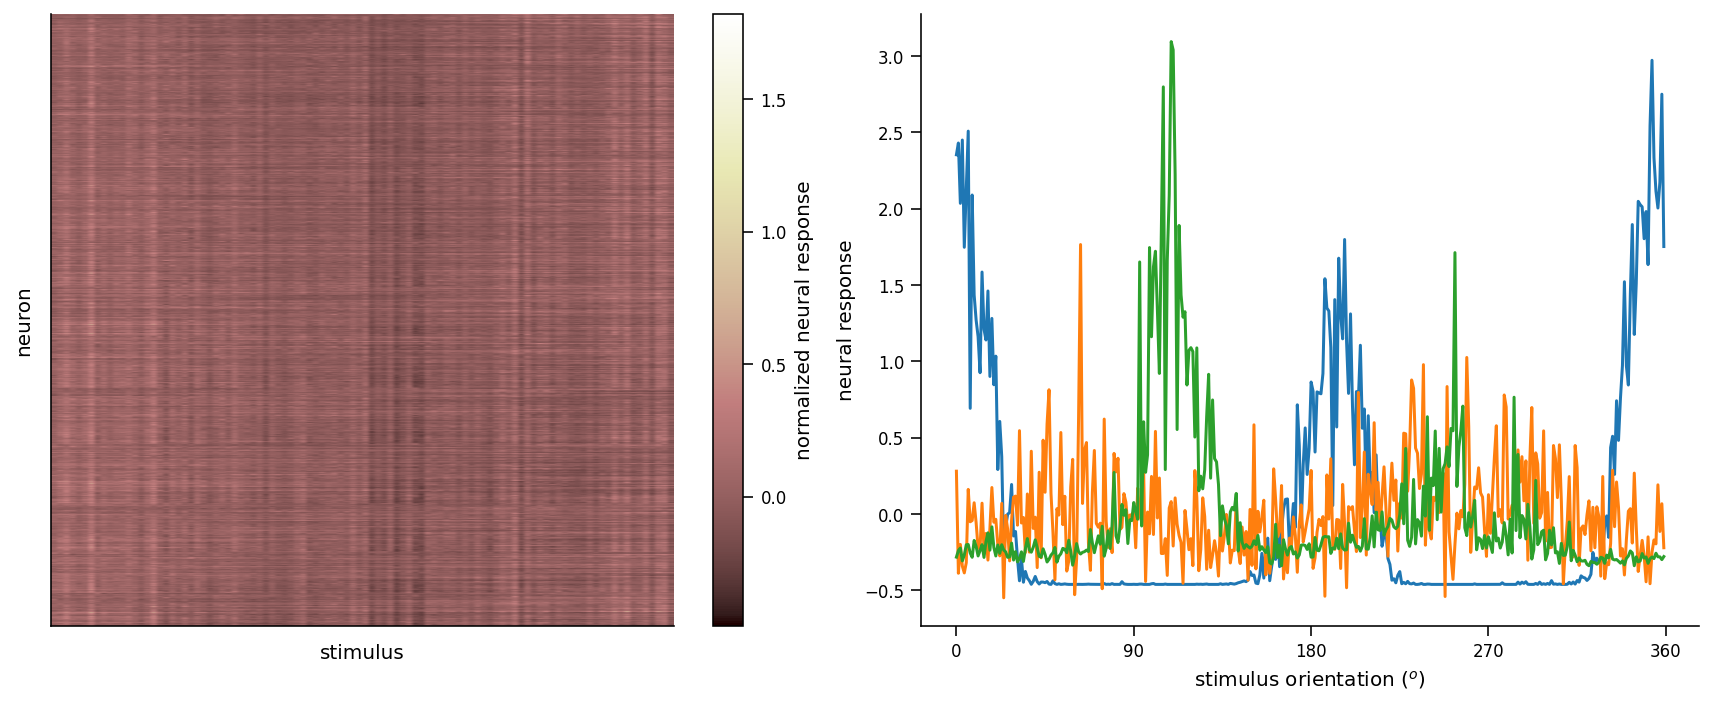 neuron
stimulus
1.5
1.0
0.5
0.0
normalized neural response
neural response
3.0
2.5
2.0
1.5
1.0
0.5
0.0
−0.5
0 90 180 270 360
stimulus orientation (°)